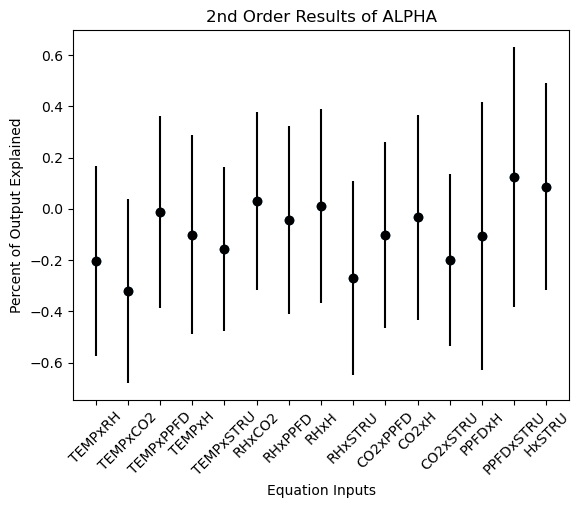 2nd Order Results of ALPHA
Percent of Output Explained
0.6
0.4
0.2
0.0
−0.2
−0.4
−0.6
TEMPxRH
TEMPxCO2
TEMPxPPFD
TEMPxH
TEMPxSTRU
RHxCO2
RHxPPFD
RHxH
RHxSTRU
CO2xPPFD
CO2xH
CO2xSTRU
PPFDxH
PPFDxSTRU
HxSTRU
Equation Inputs